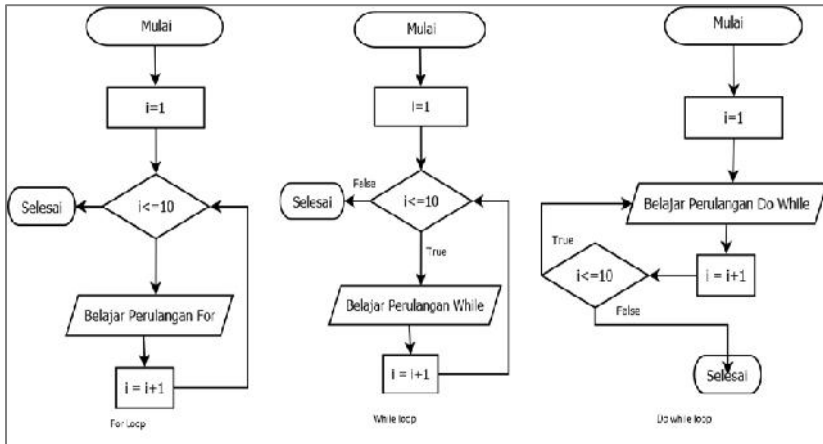 Mulai
i=1
i<=10
Selesai
Belajar Perulangan For
i = i+1
For Loop
Mulai
i=1
False
i<=10
Selesai
True
Belajar Perulangan While
i = i+1
While loop
Mulai
i=1
Belajar Perulangan Do While
True
i<=10
i = i+1
False
Selesai
Do while loop